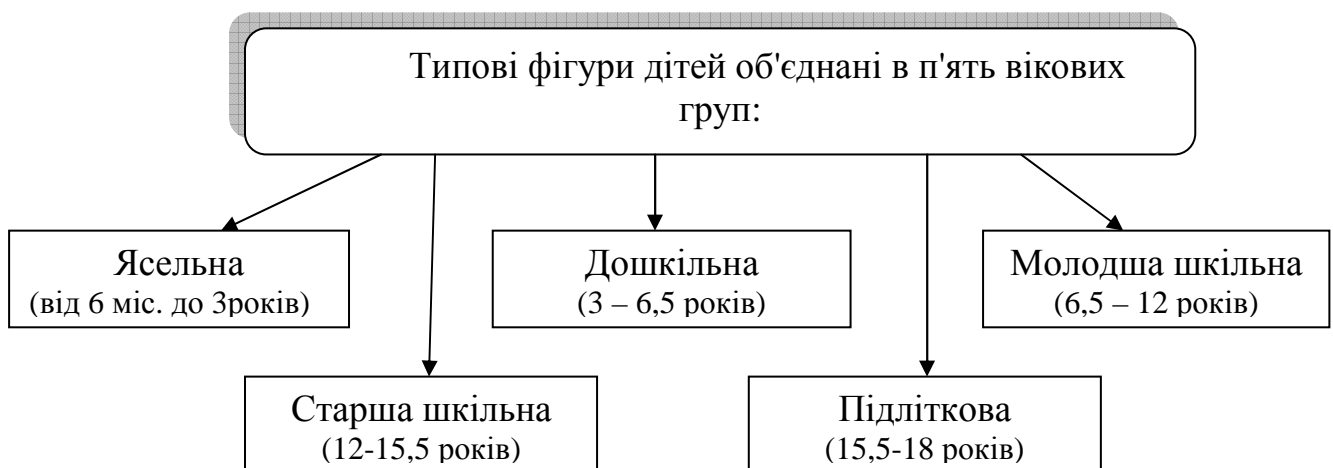 Типові фігури дітей об'єднані в п'ять вікових
груп:
Ясельна
(від 6 міс. до 3років)
Дошкільна
(3 – 6,5 років)
Молодша шкільна
(6,5 – 12 років)
Старша шкільна
(12-15,5 років)
Підліткова
(15,5-18 років)